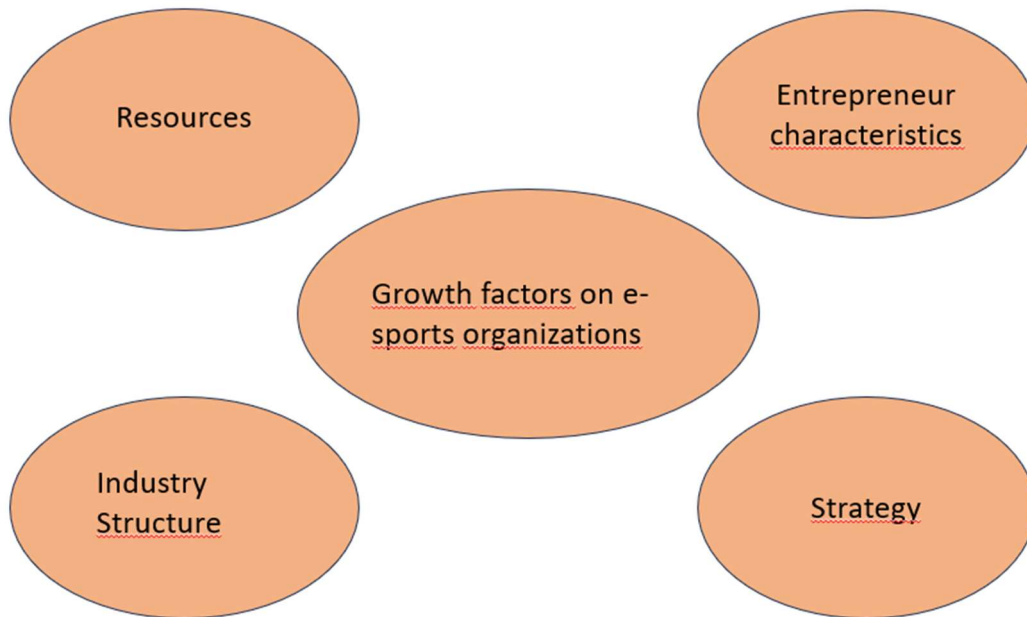 Resources
Entrepreneur
characteristics
Growth factors on e-
sports organizations
Industry
Structure
Strategy